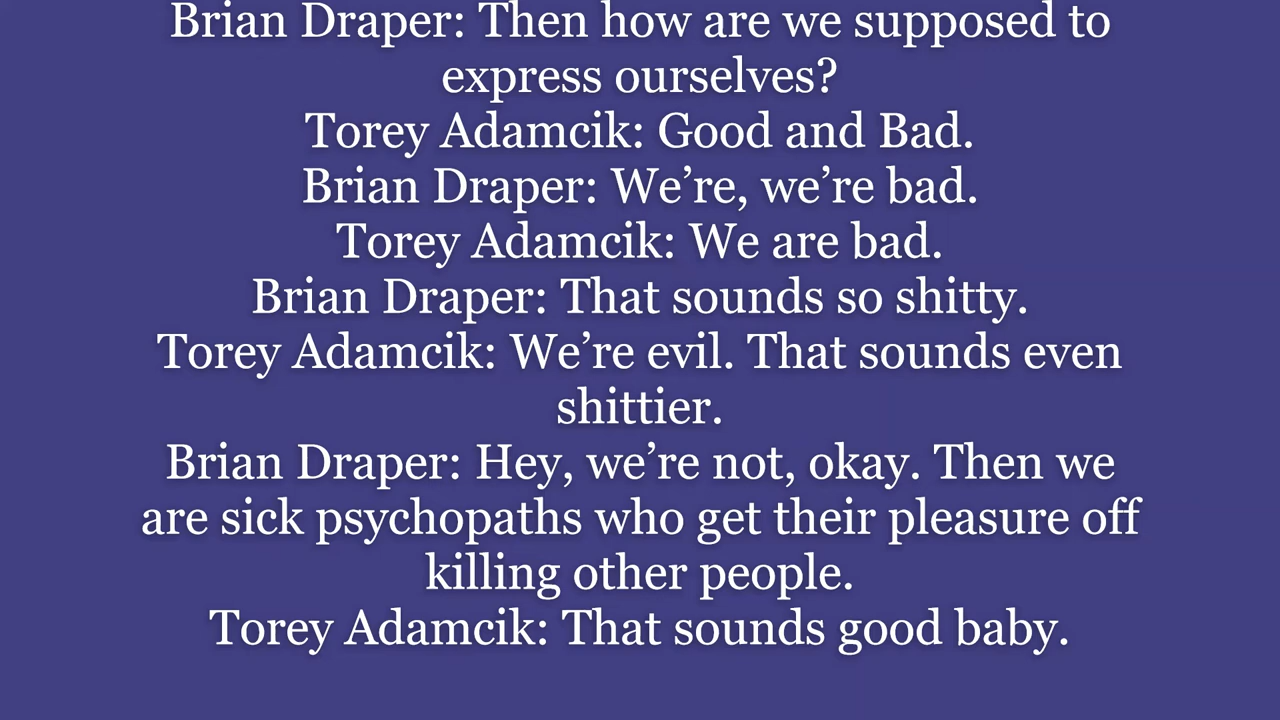 Brian Draper: Then how are we supposed to
express ourselves?
Torey Adamcik: Good and Bad.
Brian Draper: We’re, we’re bad.
Torey Adamcik: We are bad.
Brian Draper: That sounds so shitty.
Torey Adamcik: We’re evil. That sounds even
shittier.
Brian Draper: Hey, we’re not, okay. Then we
are sick psychopaths who get their pleasure off
killing other people.
Torey Adamcik: That sounds good baby.